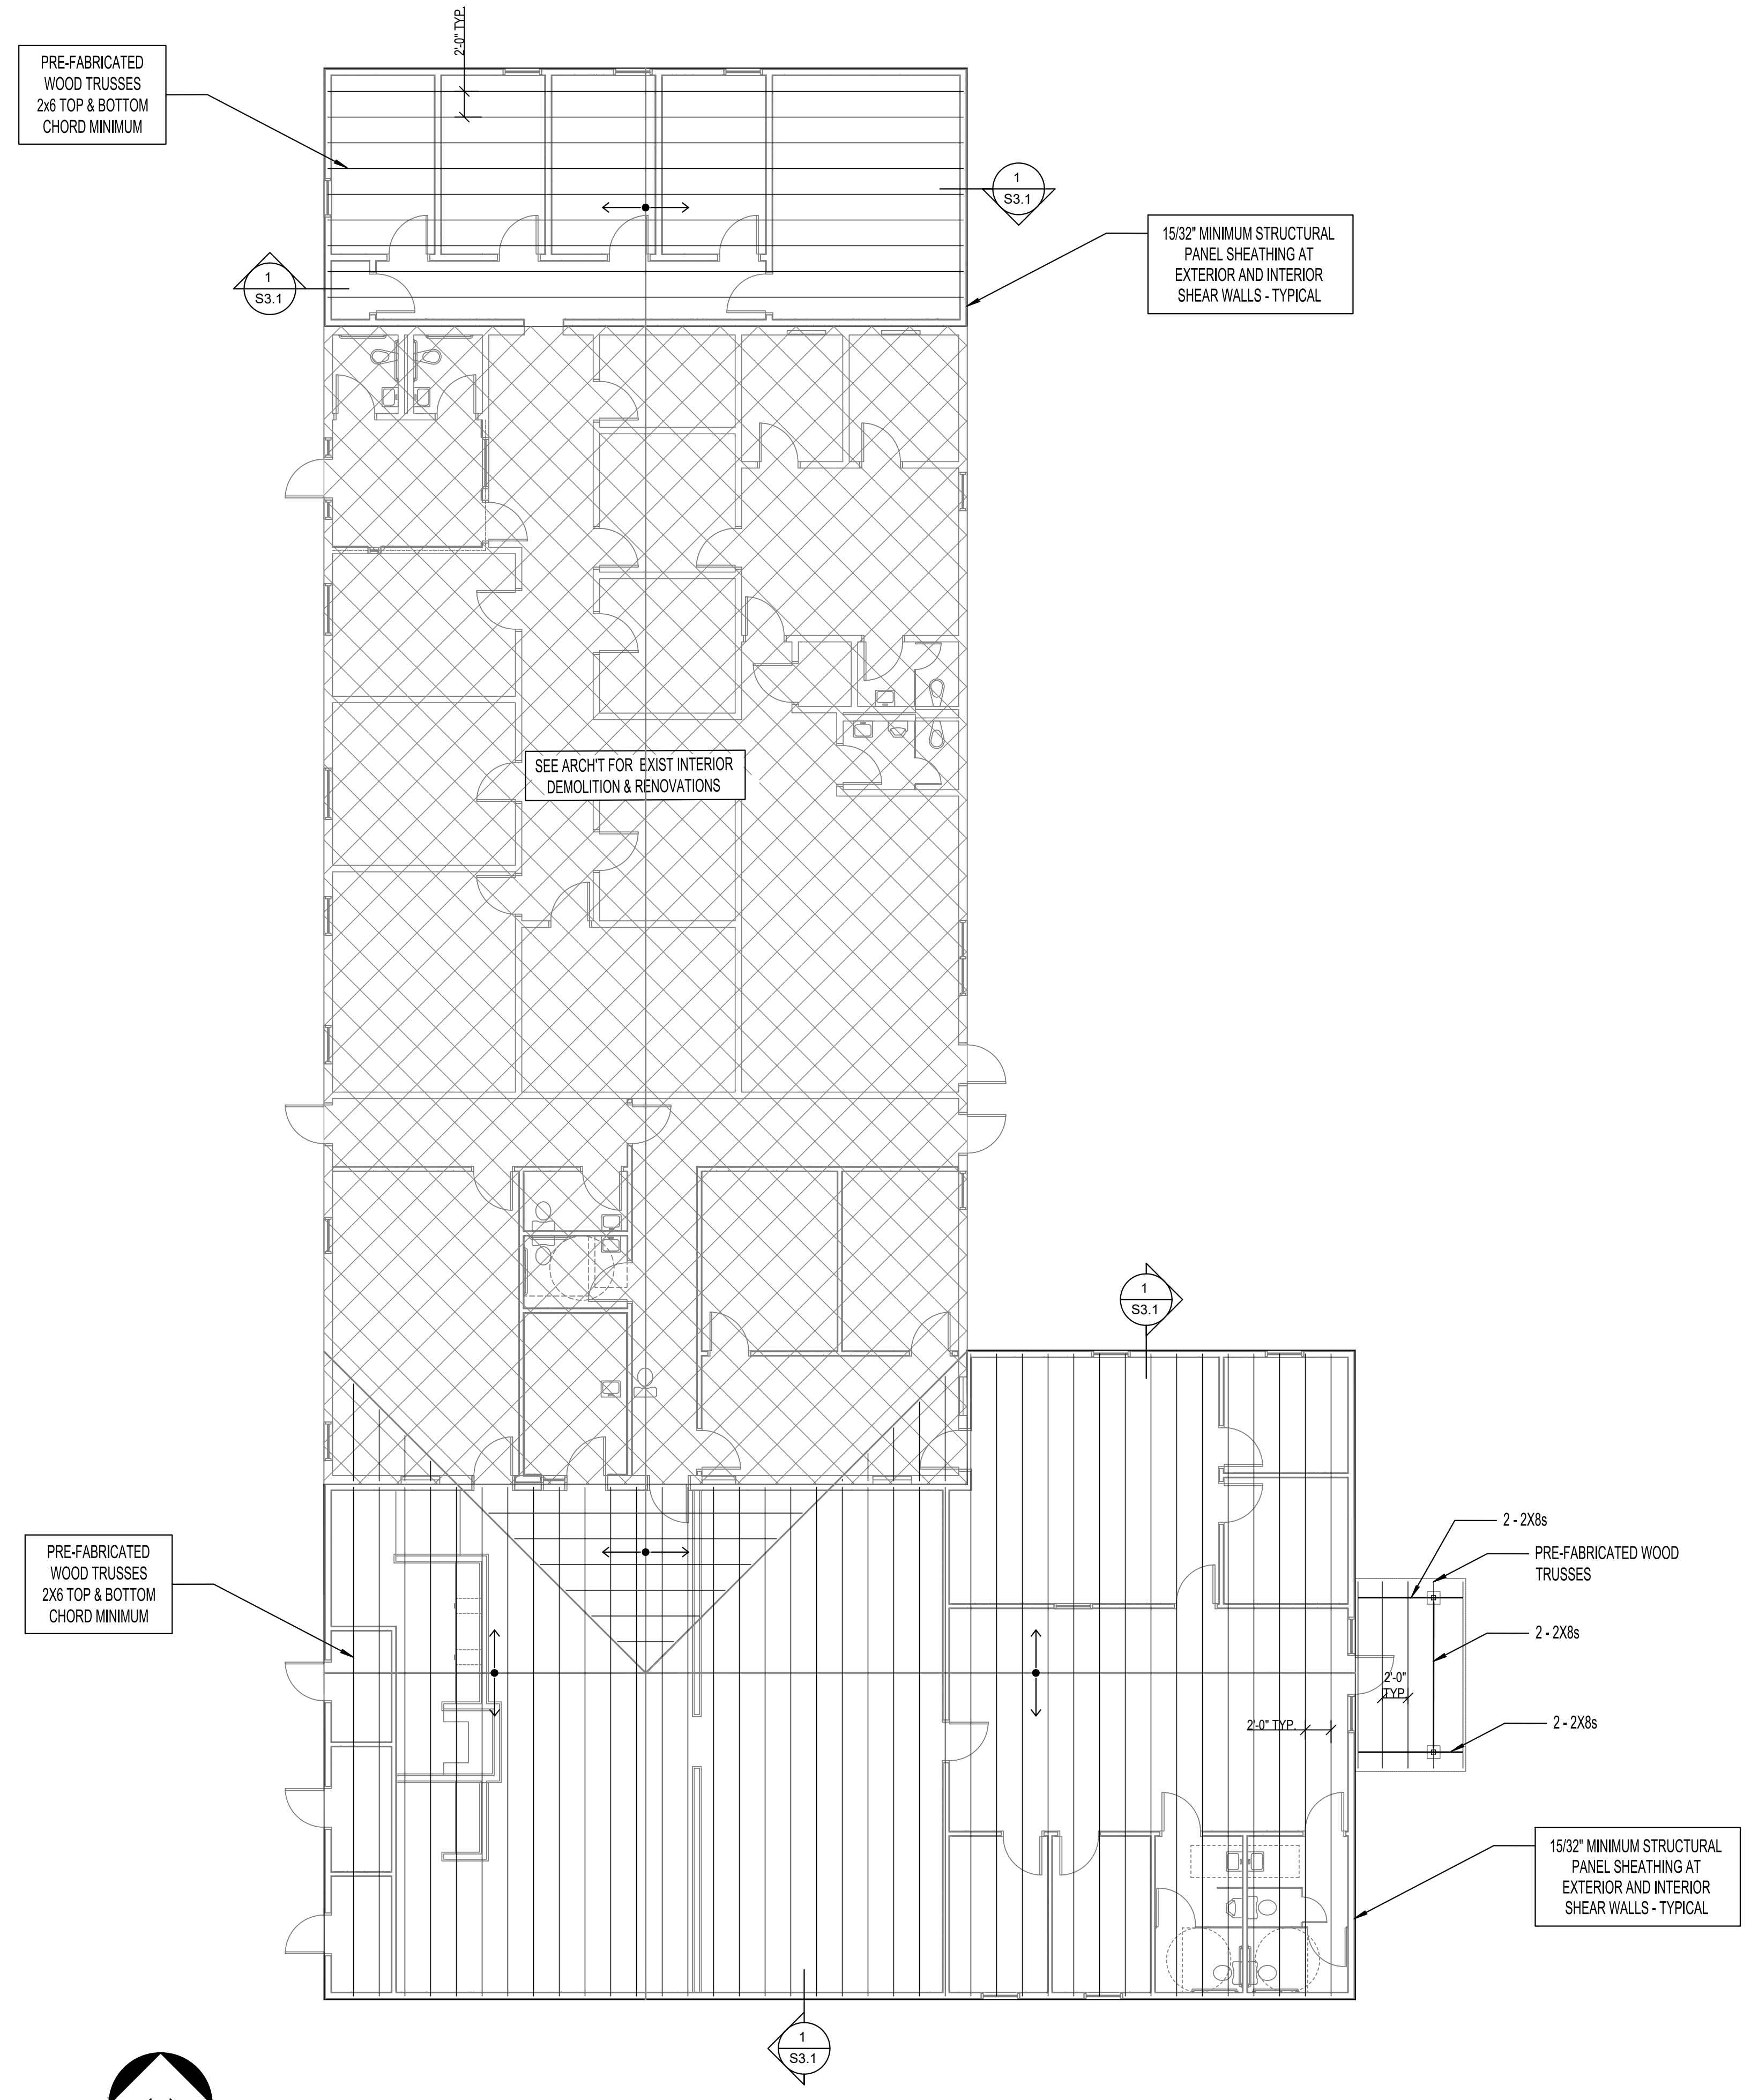 2'-0" TYP.
PRE-FABRICATED
WOOD TRUSSES
2x6 TOP & BOTTOM
CHORD MINIMUM
1
S3.1
15/32" MINIMUM STRUCTURAL
PANEL SHEATHING AT
EXTERIOR AND INTERIOR
SHEAR WALLS - TYPICAL
1
S3.1
SEE ARCH'T FOR EXIST INTERIOR
DEMOLITION & RENOVATIONS
1
S3.1
PRE-FABRICATED
WOOD TRUSSES
2X6 TOP & BOTTOM
CHORD MINIMUM
2 - 2X8s
PRE-FABRICATED WOOD
TRUSSES
2 - 2X8s
2'-0"
TYP.
2'-0" TYP.
2 - 2X8s
15/32" MINIMUM STRUCTURAL
PANEL SHEATHING AT
EXTERIOR AND INTERIOR
SHEAR WALLS - TYPICAL
1
S3.1